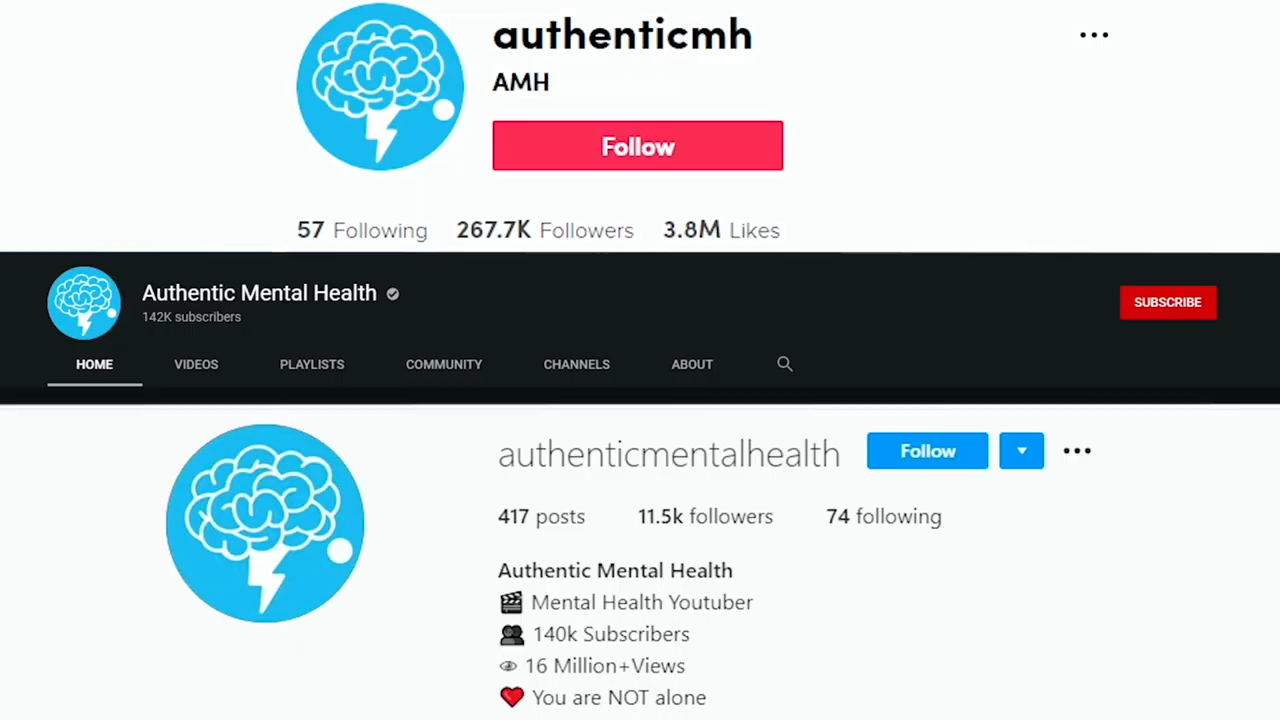 authenticmh
AMH
Follow
57 Following 267.7K Followers 3.8M Likes
Authentic Mental Health
142K subscribers
SUBSCRIBE
HOME VIDEOS PLAYLISTS COMMUNITY CHANNELS ABOUT
authenticmentalhealth Follow
417 posts 11.5k followers 74 following
Authentic Mental Health
Mental Health Youtuber
140k Subscribers
16 Million+Views
You are NOT alone